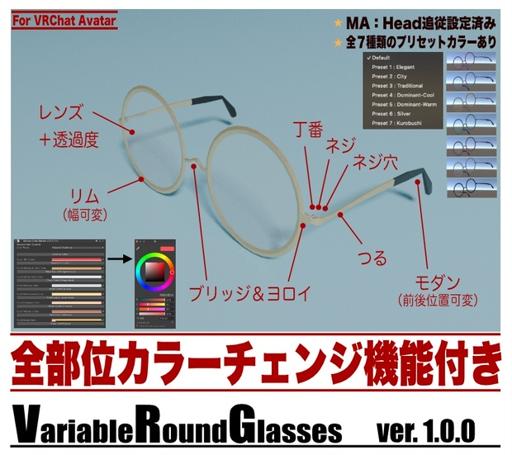 For VRChat Avatar
★ MA：Head追従設定済み
★ 全７種類のプリセットカラーあり
✓ Default
Preset 1 : Elegant
Preset 2 : City
Preset 3 : Traditional
Preset 4 : Dominant-Cool
Preset 5 : Dominant-Warm
Preset 6 : Silver
Preset 7 : Kurobuchi
レンズ
＋透過度
丁番
ネジ
ネジ穴
リム
（幅可変）
つる
ブリッジ＆ヨロイ
モダン
（前後位置可変）
全部位カラーチェンジ機能付き
VariableRoundGlasses ver. 1.0.0